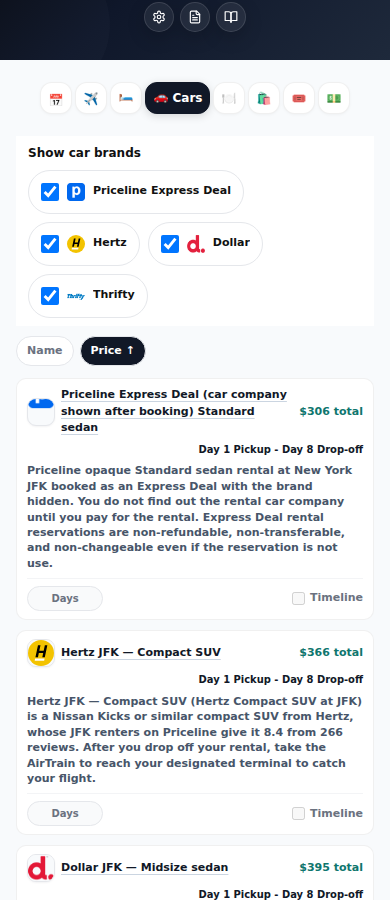 Cars
Show car brands
Priceline Express Deal
Hertz
Dollar
Thrifty
Thrifty
Name
Price ↑
Priceline Express Deal (car company
shown after booking) Standard
sedan
$306 total
Day 1 Pickup - Day 8 Drop-off
Priceline opaque Standard sedan rental at New York
JFK booked as an Express Deal with the brand
hidden. You do not find out the rental car company
until you pay for the rental. Express Deal rental
reservations are non-refundable, non-transferable,
and non-changeable even if the reservation is not
use.
Days
Timeline
Hertz JFK — Compact SUV
$366 total
Day 1 Pickup - Day 8 Drop-off
Hertz JFK — Compact SUV (Hertz Compact SUV at JFK)
is a Nissan Kicks or similar compact SUV from Hertz,
whose JFK renters on Priceline give it 8.4 from 266
reviews. After you drop off your rental, take the
AirTrain to reach your designated terminal to catch
your flight.
Days
Timeline
d.
Dollar JFK — Midsize sedan
$395 total
Day 1 Pickup - Day 8 Drop-off